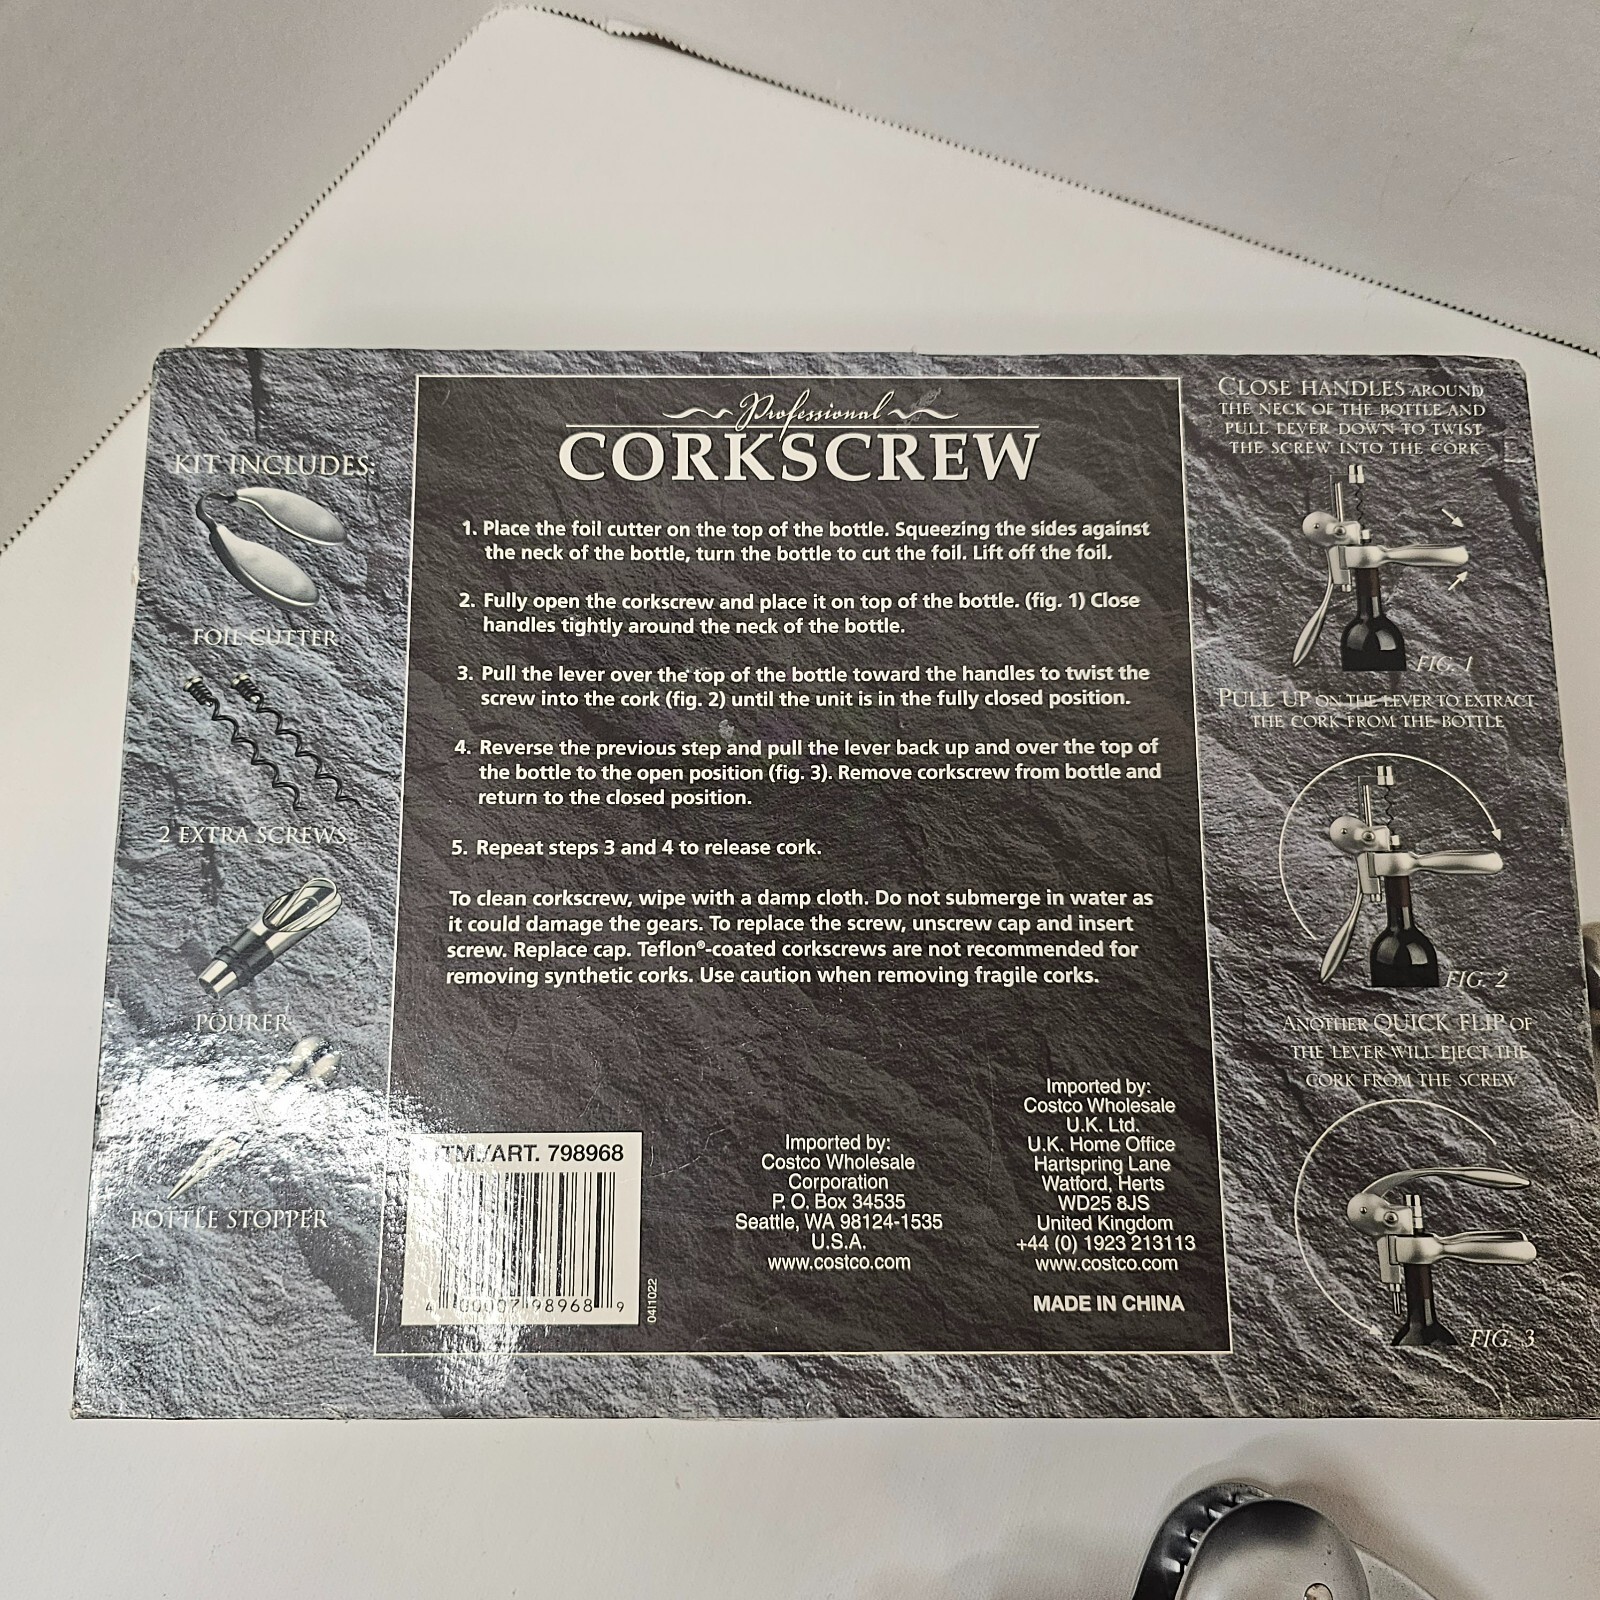 KIT INCLUDES:
FOIL CUTTER
2 EXTRA SCREWS
POURER
BOTTLE STOPPER
Professional
CORKSCREW
1. Place the foil cutter on the top of the bottle. Squeezing the sides against
the neck of the bottle, turn the bottle to cut the foil. Lift off the foil.
2. Fully open the corkscrew and place it on top of the bottle. (fig. 1) Close
handles tightly around the neck of the bottle.
3. Pull the lever over the top of the bottle toward the handles to twist the
screw into the cork (fig. 2) until the unit is in the fully closed position.
4. Reverse the previous step and pull the lever back up and over the top of
the bottle to the open position (fig. 3). Remove corkscrew from bottle and
return to the closed position.
5. Repeat steps 3 and 4 to release cork.
To clean corkscrew, wipe with a damp cloth. Do not submerge in water as
it could damage the gears. To replace the screw, unscrew cap and insert
screw. Replace cap. Teflon®-coated corkscrews are not recommended for
removing synthetic corks. Use caution when removing fragile corks.
ITM./ART. 798968
4 00007 98968 9
04I1022
Imported by:
Costco Wholesale
Corporation
P. O. Box 34535
Seattle, WA 98124-1535
U.S.A.
www.costco.com
Imported by:
Costco Wholesale
U.K. Ltd.
U.K. Home Office
Hartspring Lane
Watford, Herts
WD25 8JS
United Kingdom
+44 (0) 1923 213113
www.costco.com
MADE IN CHINA
CLOSE HANDLES AROUND
THE NECK OF THE BOTTLE AND
PULL LEVER DOWN TO TWIST
THE SCREW INTO THE CORK
FIG. 1
PULL UP ON THE LEVER TO EXTRACT
THE CORK FROM THE BOTTLE
FIG. 2
ANOTHER QUICK FLIP OF
THE LEVER WILL EJECT THE
CORK FROM THE SCREW
FIG. 3